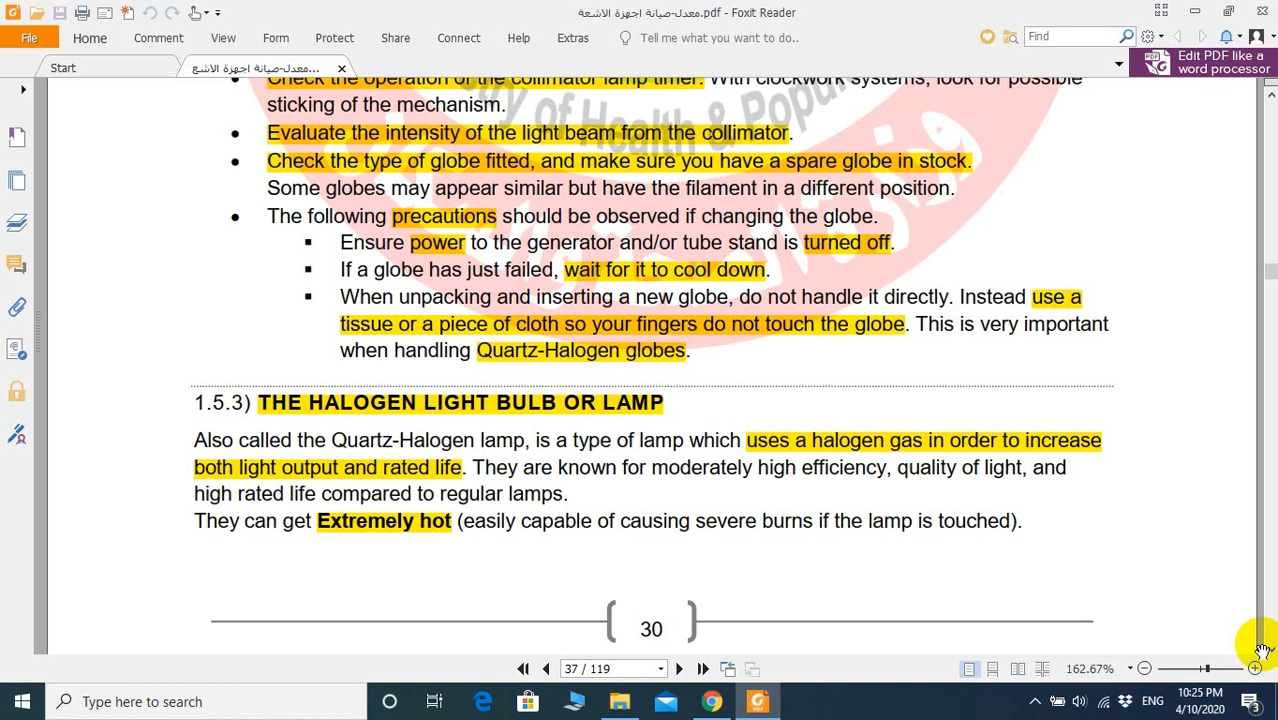 معدل-صيانة اجهزة الاشعة.pdf - Foxit Reader
File Home Comment View Form Protect Share Connect Help Extras Tell me what you want to do... Find
Start
معدل-صيانة اجهزة الاشع...
Edit PDF like a
word processor
Check the operation of the collimator lamp timer. With clockwork systems, look for possible
sticking of the mechanism.
• Evaluate the intensity of the light beam from the collimator.
• Check the type of globe fitted, and make sure you have a spare globe in stock.
Some globes may appear similar but have the filament in a different position.
• The following precautions should be observed if changing the globe.
▪ Ensure power to the generator and/or tube stand is turned off.
▪ If a globe has just failed, wait for it to cool down.
▪ When unpacking and inserting a new globe, do not handle it directly. Instead use a
tissue or a piece of cloth so your fingers do not touch the globe. This is very important
when handling Quartz-Halogen globes.
1.5.3) THE HALOGEN LIGHT BULB OR LAMP
Also called the Quartz-Halogen lamp, is a type of lamp which uses a halogen gas in order to increase
both light output and rated life. They are known for moderately high efficiency, quality of light, and
high rated life compared to regular lamps.
They can get Extremely hot (easily capable of causing severe burns if the lamp is touched).
30
37 / 119
162.67%
Type here to search
ENG
10:25 PM
4/10/2020
3
of Health & Popul